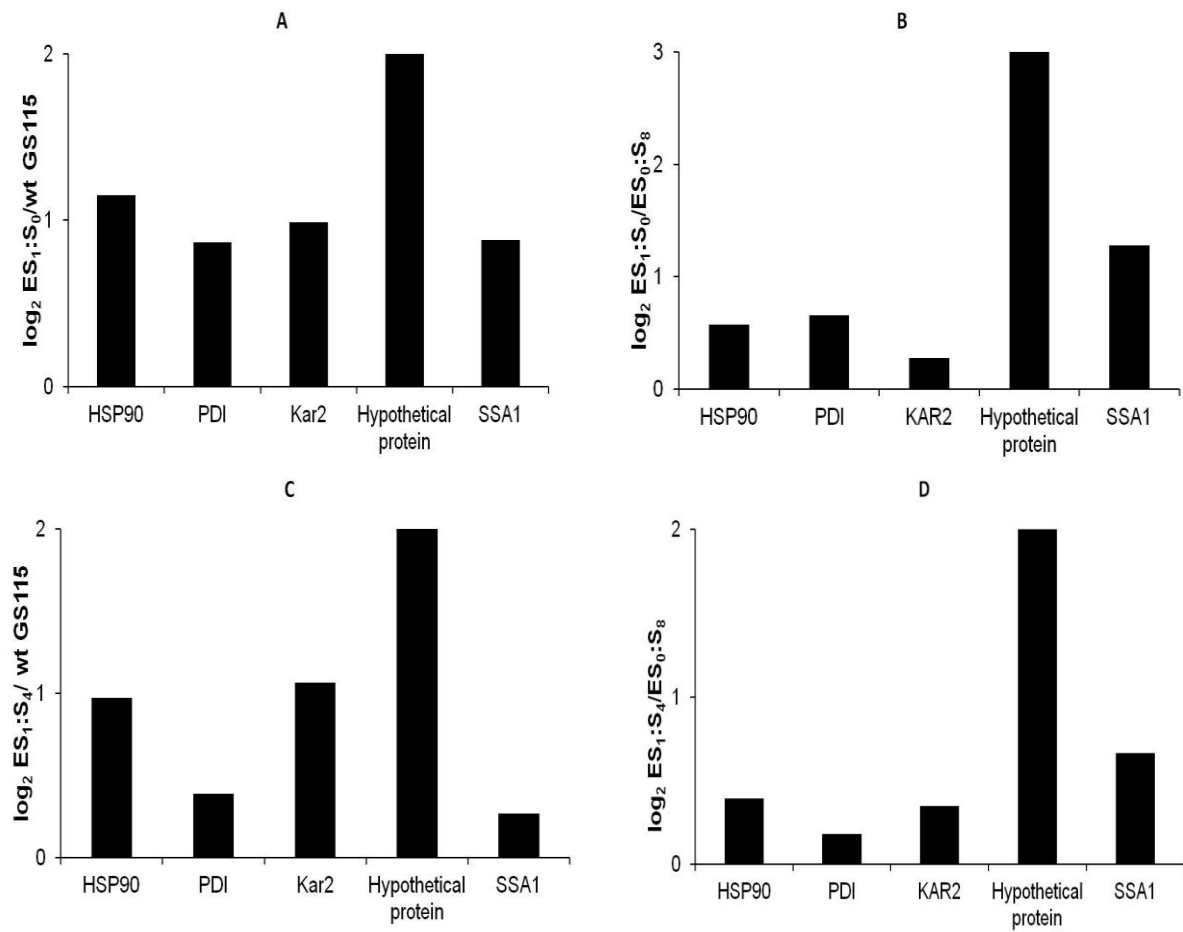 A
log₂ ES₁:S₀/wt GS115
2
1
0
HSP90 PDI Kar2 Hypothetical protein SSA1
B
log₂ ES₁:S₀/ES₀:S₈
3
2
1
0
HSP90 PDI KAR2 Hypothetical protein SSA1
C
log₂ ES₁:S₄/ wt GS115
2
1
0
HSP90 PDI Kar2 Hypothetical protein SSA1
D
log₂ ES₁:S₄/ES₀:S₈
2
1
0
HSP90 PDI KAR2 Hypothetical protein SSA1